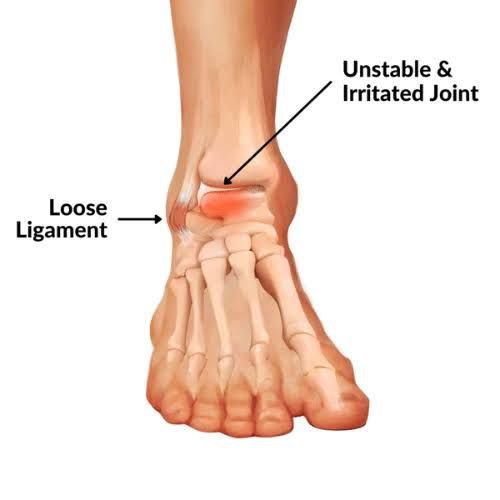 Unstable &
Irritated Joint
Loose
Ligament